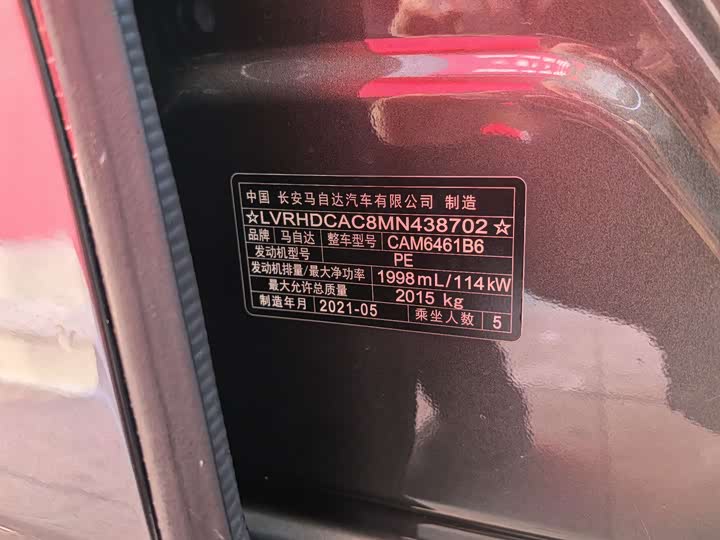 中国 长安马自达汽车有限公司 制造
☆LVRHDCAC8MN438702☆
品牌 马自达 整车型号 CAM6461B6
发动机型号 PE
发动机排量/最大净功率 1998mL/114kW
最大允许总质量 2015 kg
制造年月 2021-05 乘坐人数 5